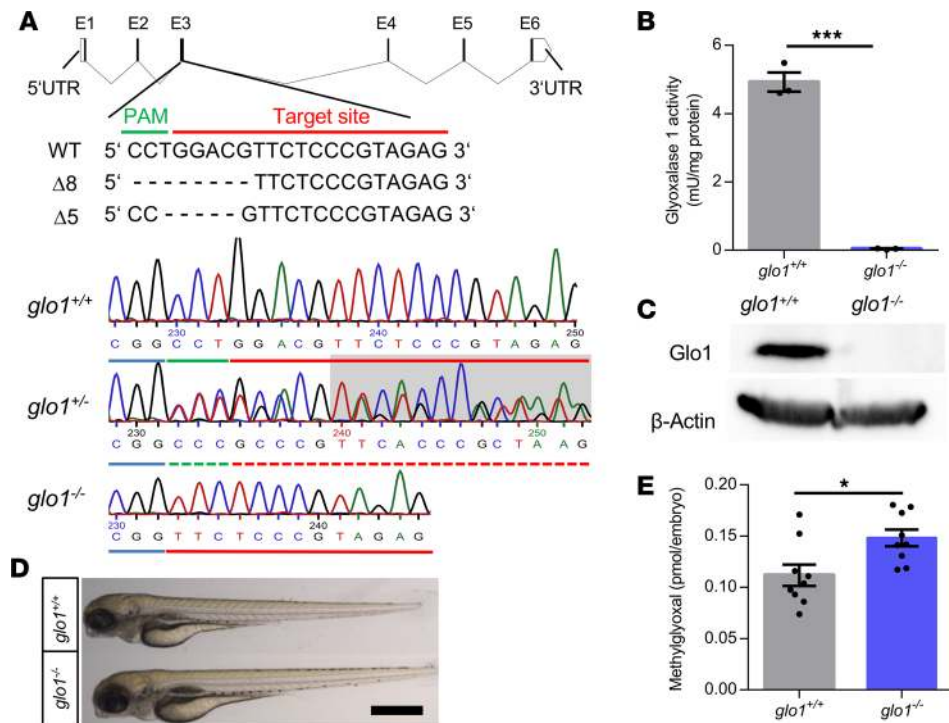 A
E1 E2 E3 E4 E5 E6
5‘UTR 3‘UTR
PAM Target site
WT 5‘ CCTGGACGTTCTCCCGTAGAG 3‘
Δ8 5‘ - - - - - - - - TTCTCCCGTAGAG 3‘
Δ5 5‘ CC- - - - - -GTTCTCCCGTAGAG 3‘
glo1+/+
230 240 250
C G G C C T G G A C G T T C T C C C G T A G A G
glo1+/-
C G G C C C G C C C G T T C A C C C G C T A A G
230 240 250
glo1-/-
230 240
C G G T T C T C C C G T A G A G
B
***
Glyoxalase 1 activity
(mU/mg protein)
6
4
2
0
glo1+/+ glo1-/-
C
glo1+/+ glo1-/-
Glo1
β-Actin
D
glo1+/+
glo1-/-
E
*
Methylglyoxal (pmol/embryo)
0.20
0.15
0.10
0.05
0.00
glo1+/+ glo1-/-